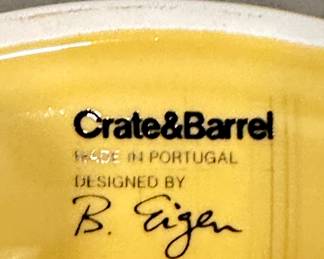 Crate&Barrel
MADE IN PORTUGAL
DESIGNED BY
B. Eigen